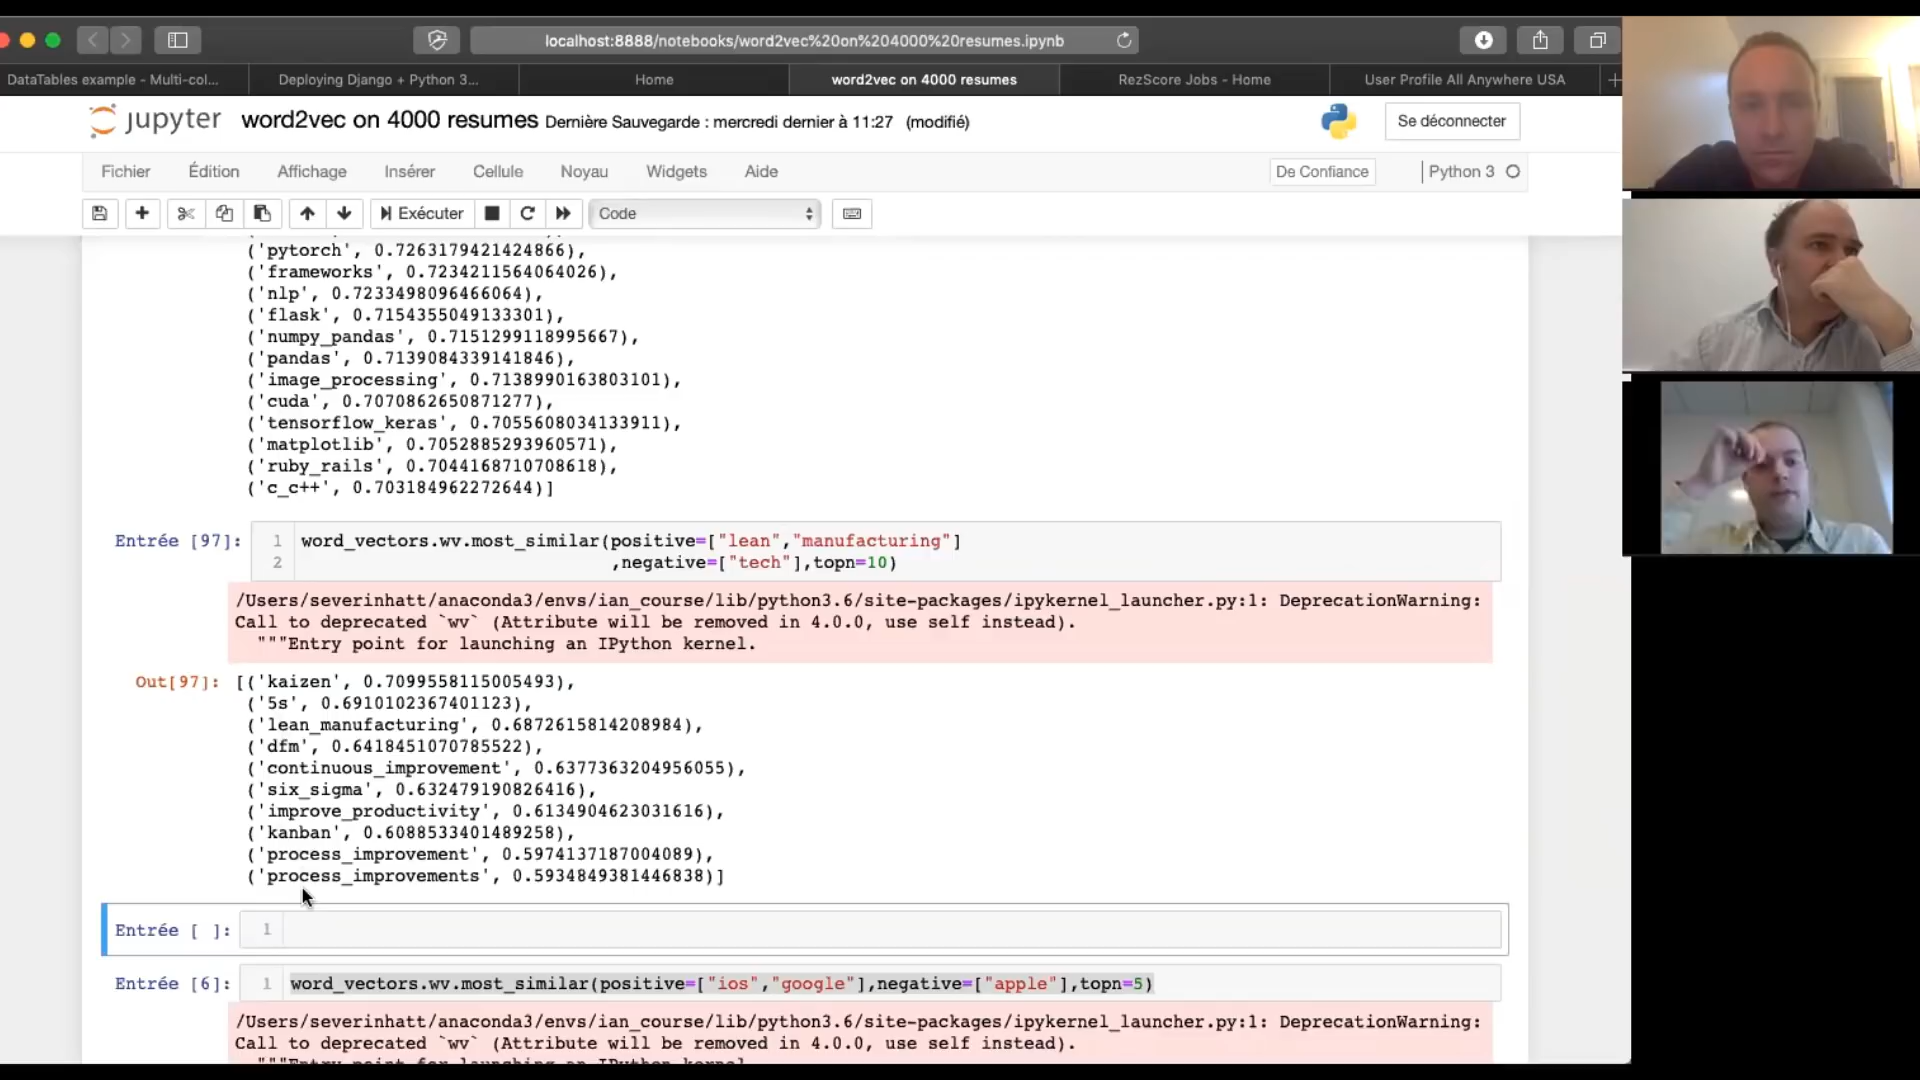 localhost:8888/notebooks/word2vec%20on%204000%20resumes.ipynb
DataTables example - Multi-col...
Deploying Django + Python 3...
Home
word2vec on 4000 resumes
RezScore Jobs - Home
User Profile All Anywhere USA
jupyter word2vec on 4000 resumes Dernière Sauvegarde : mercredi dernier à 11:27 (modifié)
Se déconnecter
Fichier Édition Affichage Insérer Cellule Noyau Widgets Aide
De Confiance
Python 3
Exécuter
Code
('pytorch', 0.7263179421424866),
('frameworks', 0.7234211564064026),
('nlp', 0.7233498096466064),
('flask', 0.7154355049133301),
('numpy_pandas', 0.7151299118995667),
('pandas', 0.7139084339141846),
('image_processing', 0.7138990163803101),
('cuda', 0.7070862650871277),
('tensorflow_keras', 0.7055608034133911),
('matplotlib', 0.7052885293960571),
('ruby_rails', 0.7044168710708618),
('c_c++', 0.703184962272644)]
Entrée [97]:
1 word_vectors.wv.most_similar(positive=["lean","manufacturing"]
2 ,negative=["tech"],topn=10)
/Users/severinhatt/anaconda3/envs/ian_course/lib/python3.6/site-packages/ipykernel_launcher.py:1: DeprecationWarning:
Call to deprecated `wv` (Attribute will be removed in 4.0.0, use self instead).
"""Entry point for launching an IPython kernel.
Out[97]: [('kaizen', 0.7099558115005493),
('5s', 0.6910102367401123),
('lean_manufacturing', 0.6872615814208984),
('dfm', 0.6418451070785522),
('continuous_improvement', 0.6377363204956055),
('six_sigma', 0.632479190826416),
('improve_productivity', 0.6134904623031616),
('kanban', 0.6088533401489258),
('process_improvement', 0.5974137187004089),
('process_improvements', 0.5934849381446838)]
Entrée [ ]: 1
Entrée [6]: 1 word_vectors.wv.most_similar(positive=["ios","google"],negative=["apple"],topn=5)
/Users/severinhatt/anaconda3/envs/ian_course/lib/python3.6/site-packages/ipykernel_launcher.py:1: DeprecationWarning:
Call to deprecated `wv` (Attribute will be removed in 4.0.0, use self instead).
"""Entry point for launching an IPython kernel.